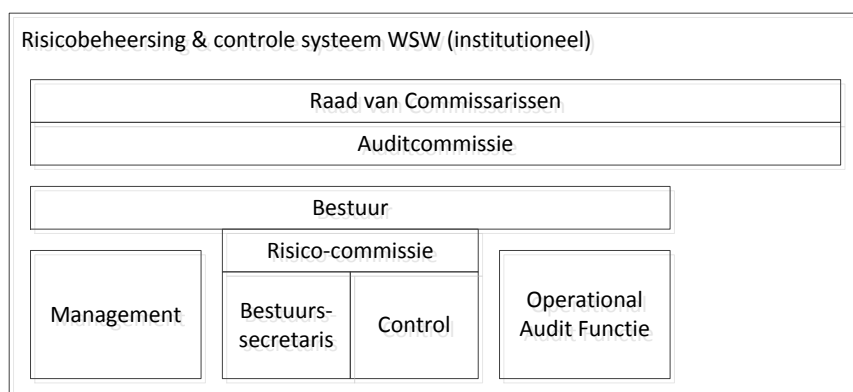 Risicobeheersing & controle systeem WSW (institutioneel)
Raad van Commissarissen
Auditcommissie
Bestuur
Risico-commissie
Management
Bestuurs-
secretaris
Control
Operational
Audit Functie